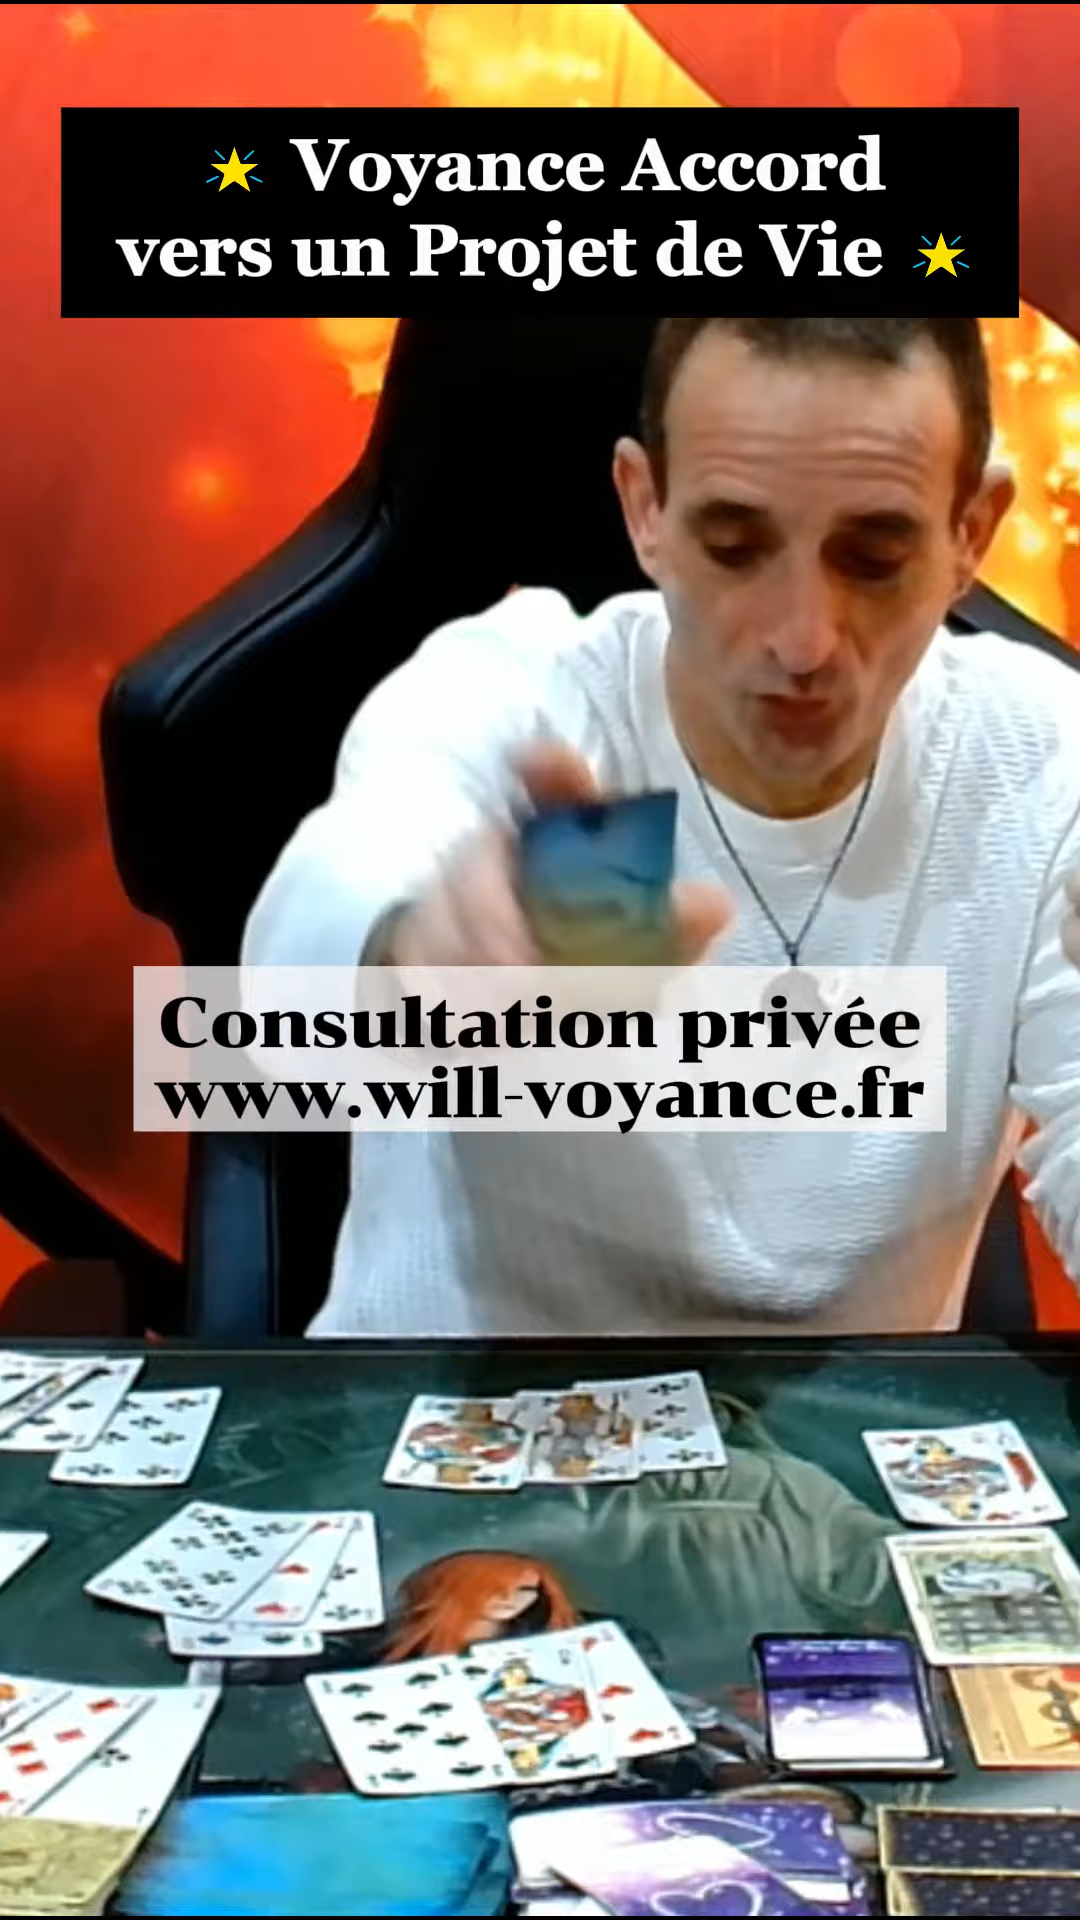 🌟 Voyance Accord
vers un Projet de Vie 🌟
Consultation privée
www.will-voyance.fr